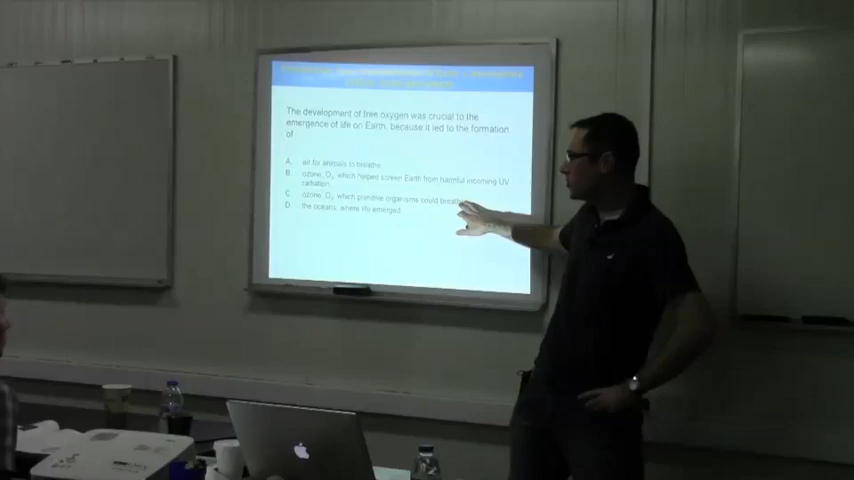 The development of free oxygen was crucial to the
emergence of life on Earth, because it led to the formation
of
A. air for animals to breathe.
B. ozone, O3, which helped screen Earth from harmful incoming UV
radiation.
C. ozone, O3, which primitive organisms could breathe.
D. the oceans, where life emerged.